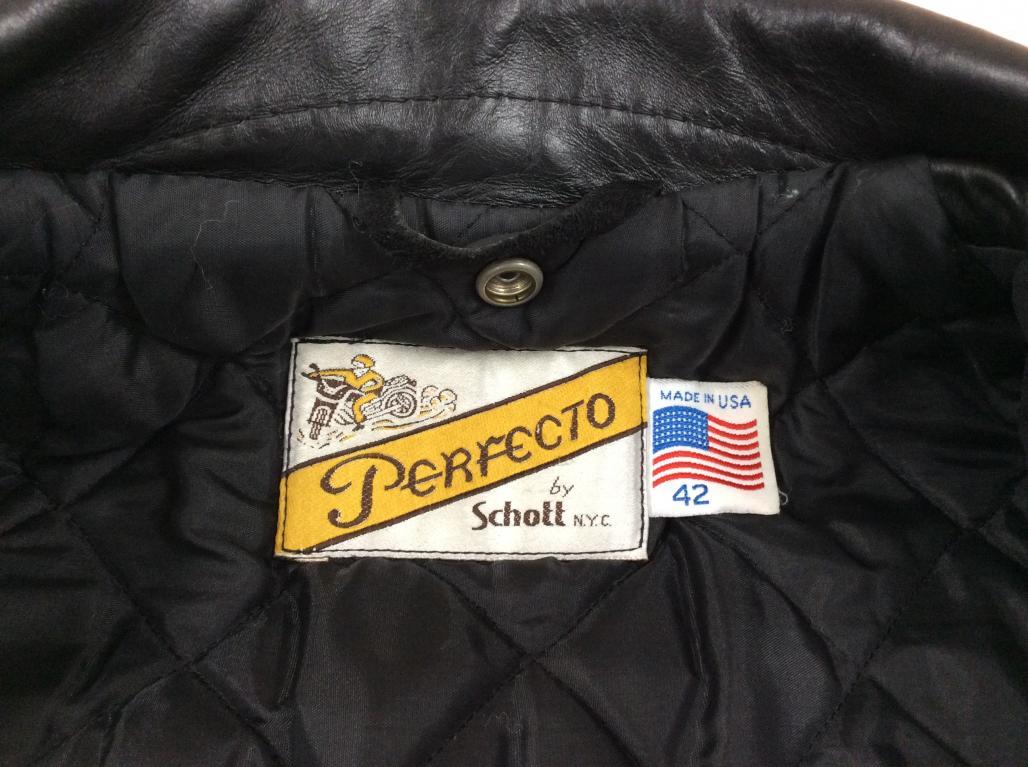 PERFECTO
by
Schott N.Y.C.
MADE IN USA
42